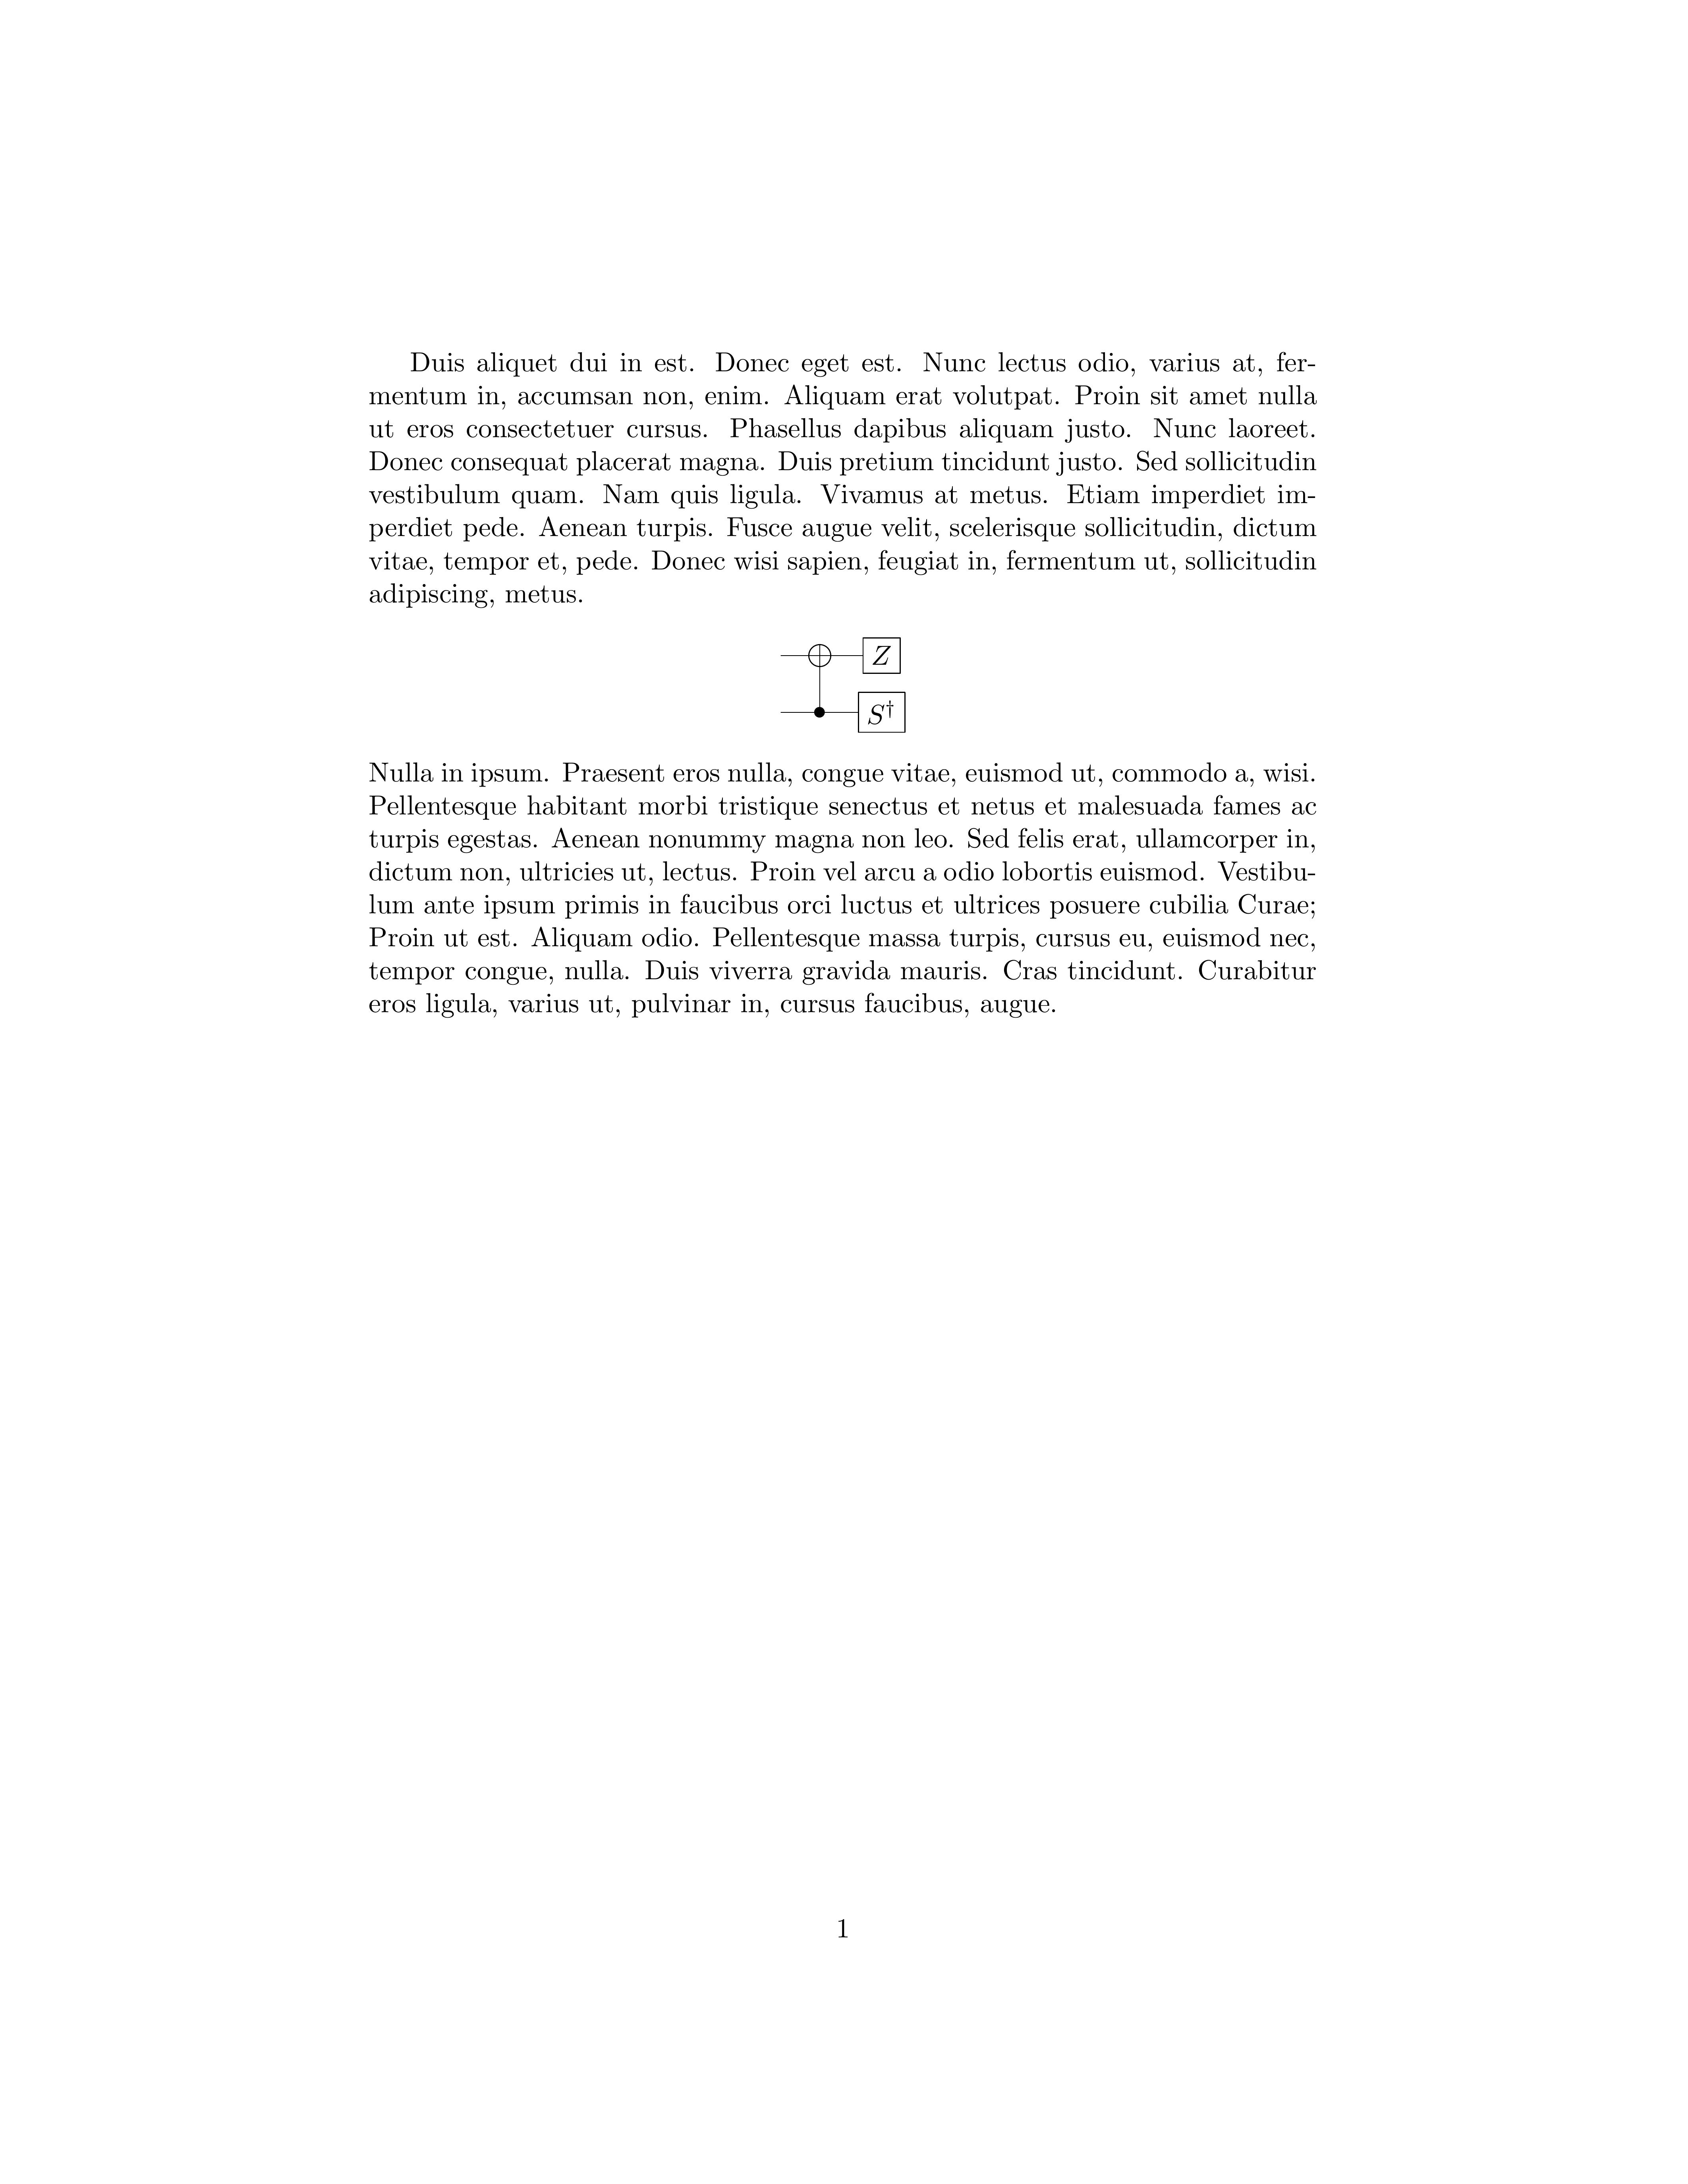 Duis aliquet dui in est. Donec eget est. Nunc lectus odio, varius at, fer-
mentum in, accumsan non, enim. Aliquam erat volutpat. Proin sit amet nulla
ut eros consectetuer cursus. Phasellus dapibus aliquam justo. Nunc laoreet.
Donec consequat placerat magna. Duis pretium tincidunt justo. Sed sollicitudin
vestibulum quam. Nam quis ligula. Vivamus at metus. Etiam imperdiet im-
perdiet pede. Aenean turpis. Fusce augue velit, scelerisque sollicitudin, dictum
vitae, tempor et, pede. Donec wisi sapien, feugiat in, fermentum ut, sollicitudin
adipiscing, metus.
Z
S†
Nulla in ipsum. Praesent eros nulla, congue vitae, euismod ut, commodo a, wisi.
Pellentesque habitant morbi tristique senectus et netus et malesuada fames ac
turpis egestas. Aenean nonummy magna non leo. Sed felis erat, ullamcorper in,
dictum non, ultricies ut, lectus. Proin vel arcu a odio lobortis euismod. Vestibu-
lum ante ipsum primis in faucibus orci luctus et ultrices posuere cubilia Curae;
Proin ut est. Aliquam odio. Pellentesque massa turpis, cursus eu, euismod nec,
tempor congue, nulla. Duis viverra gravida mauris. Cras tincidunt. Curabitur
eros ligula, varius ut, pulvinar in, cursus faucibus, augue.
1